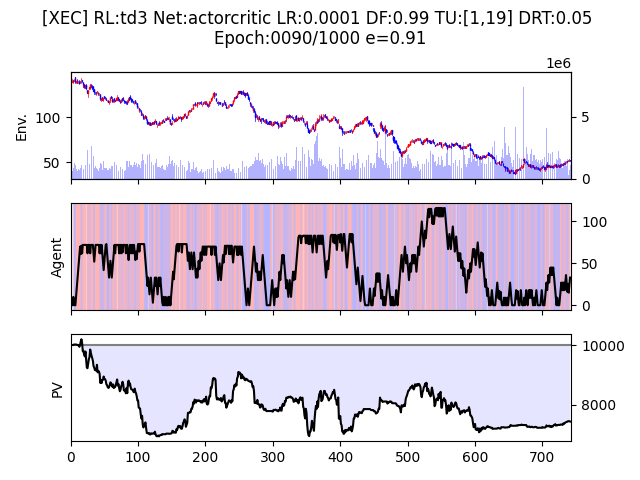 [XEC] RL:td3 Net:actorcritic LR:0.0001 DF:0.99 TU:[1,19] DRT:0.05
Epoch:0090/1000 e=0.91
1e6
Env.
100
50
5
0
Agent
100
50
0
PV
10000
8000
0 100 200 300 400 500 600 700